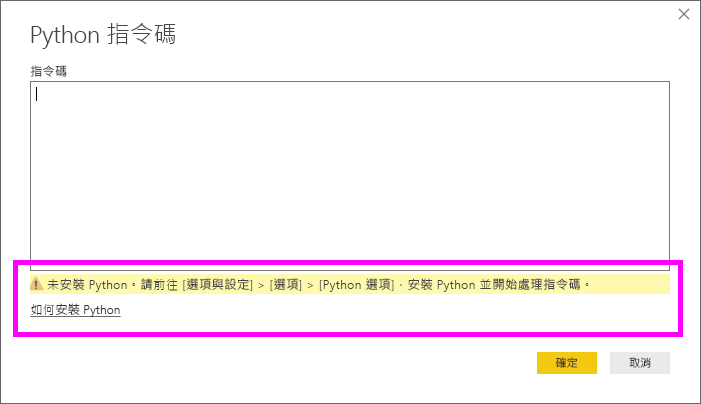 Python 指令碼
指令碼
未安裝 Python。請前往 [選項與設定] > [選項] > [Python 選項]，安裝 Python 並開始處理指令碼。
如何安裝 Python
確定
取消